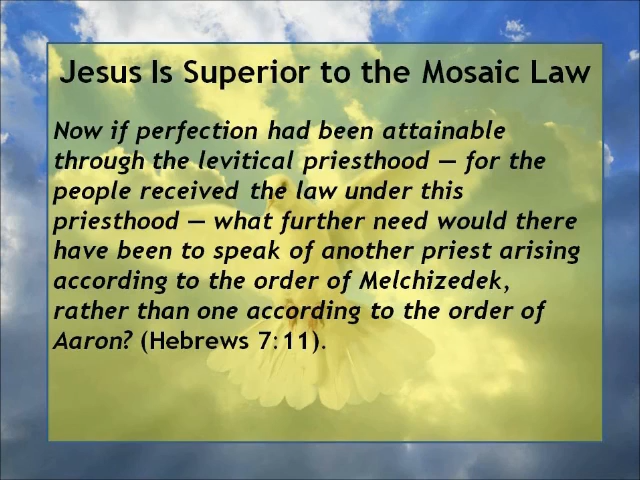 Jesus Is Superior to the Mosaic Law
Now if perfection had been attainable
through the levitical priesthood — for the
people received the law under this
priesthood — what further need would there
have been to speak of another priest arising
according to the order of Melchizedek,
rather than one according to the order of
Aaron? (Hebrews 7:11).